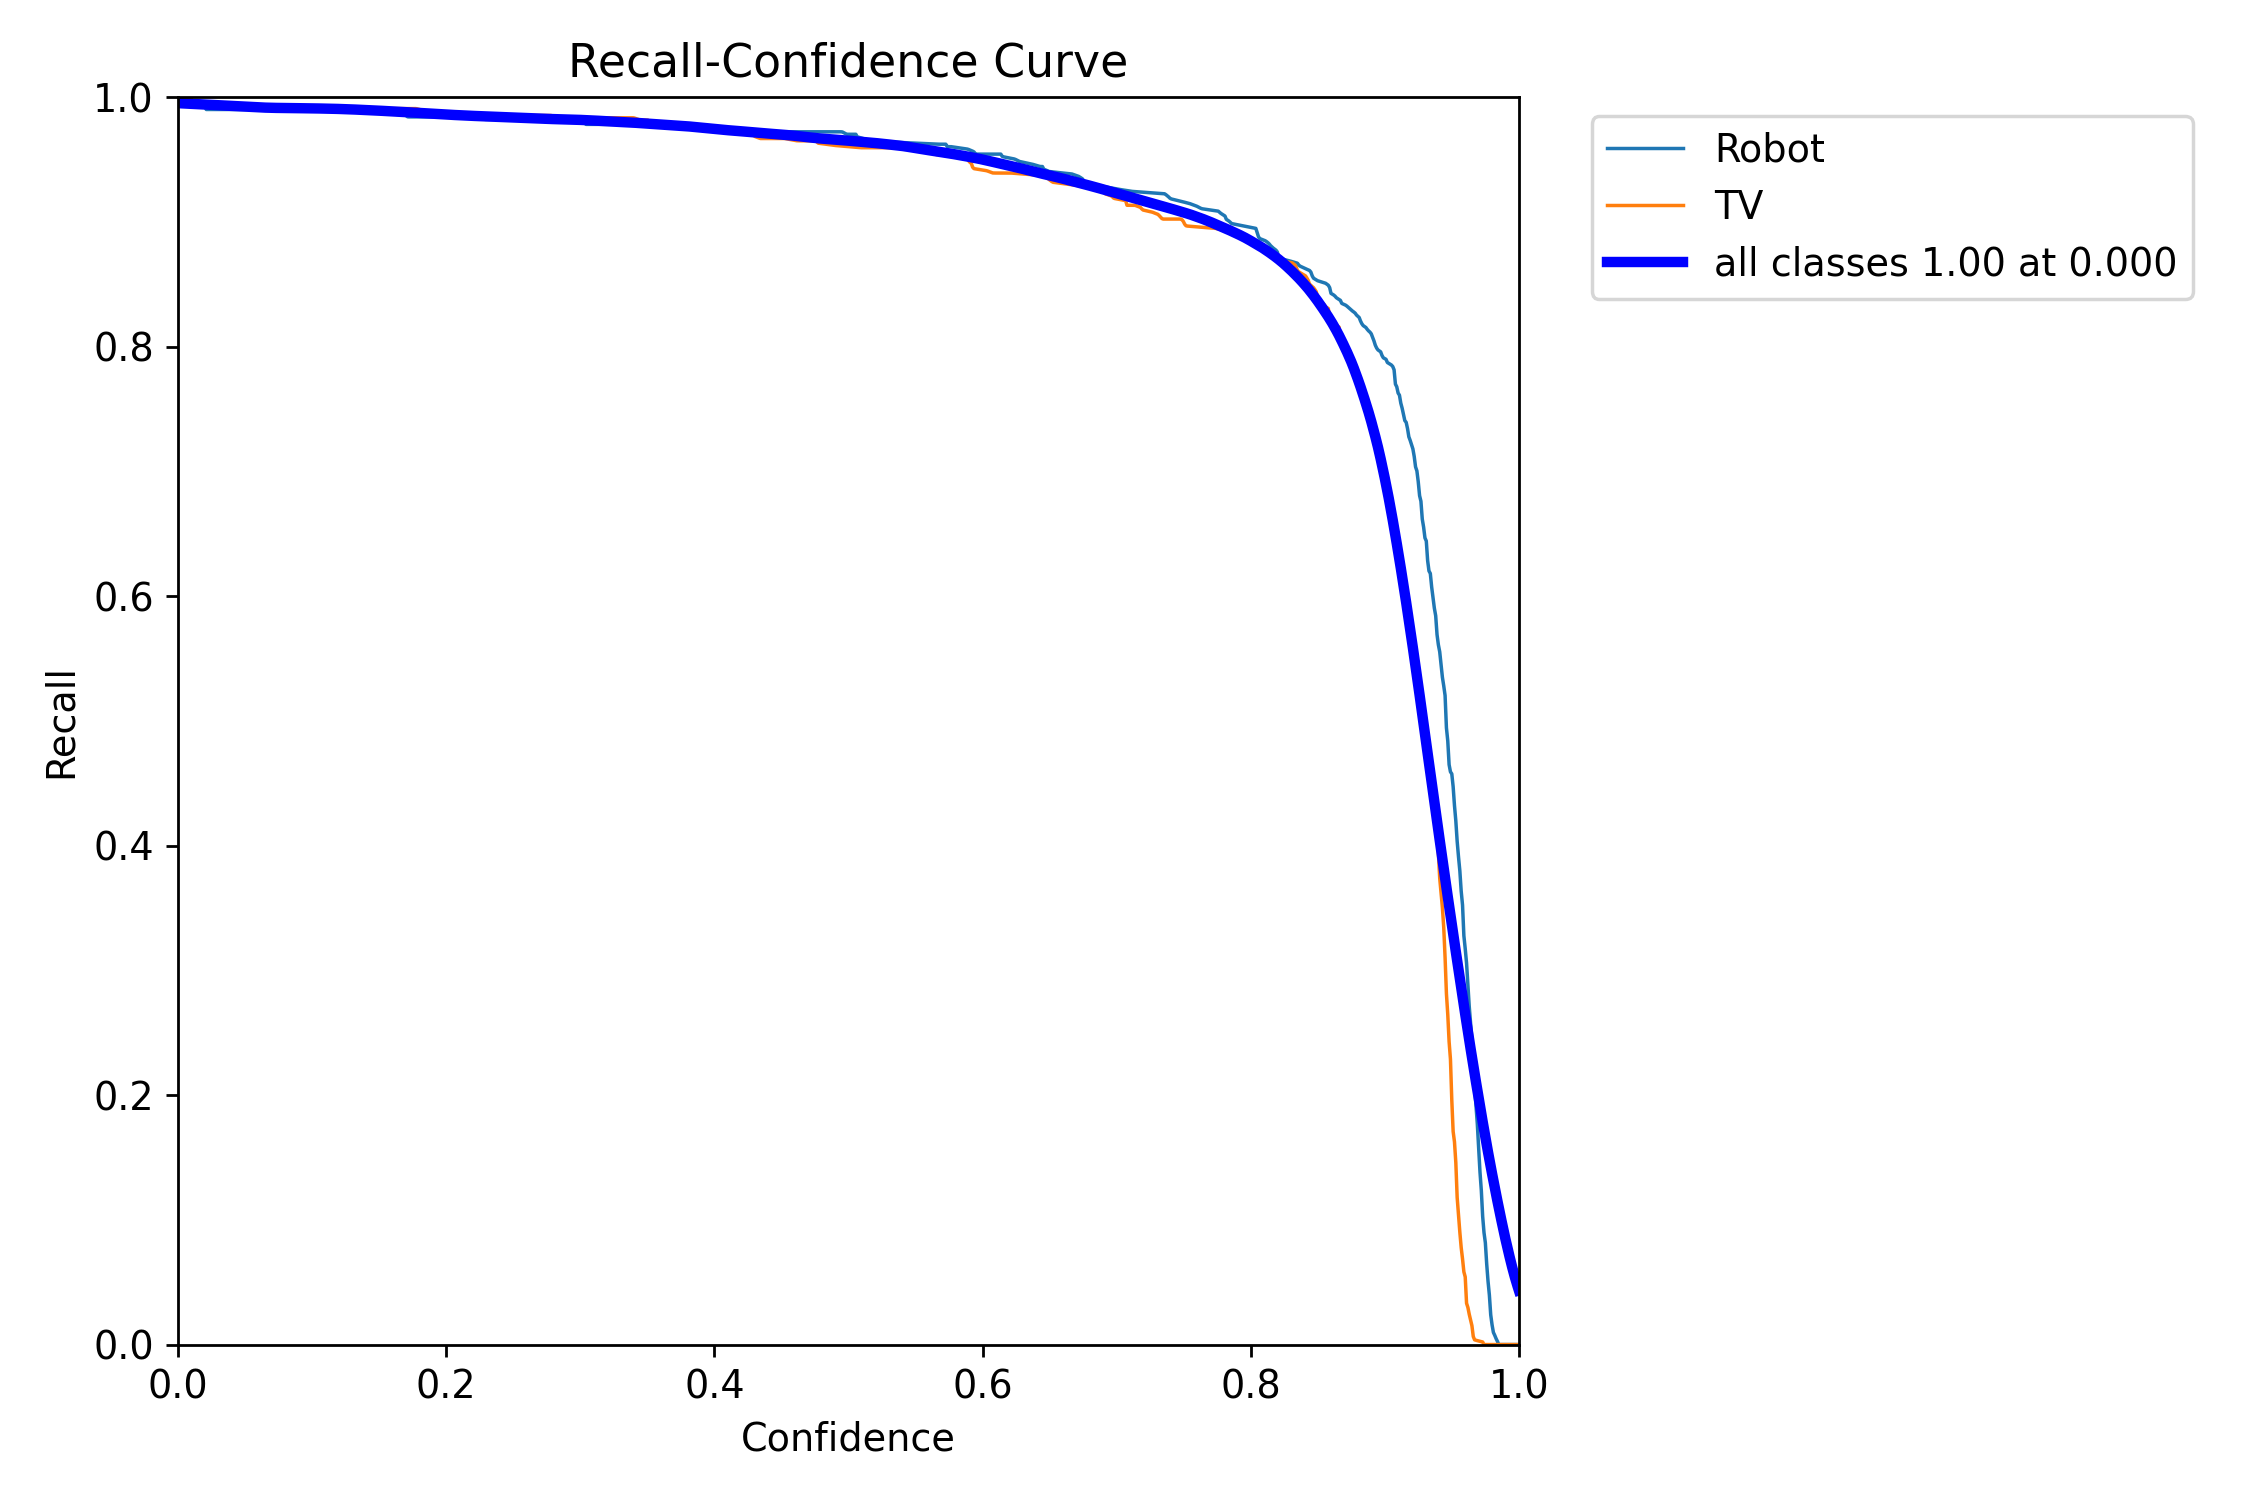 Recall-Confidence Curve
1.0
0.8
0.6
0.4
0.2
0.0
Recall
0.0 0.2 0.4 0.6 0.8 1.0
Confidence
Robot
TV
all classes 1.00 at 0.000